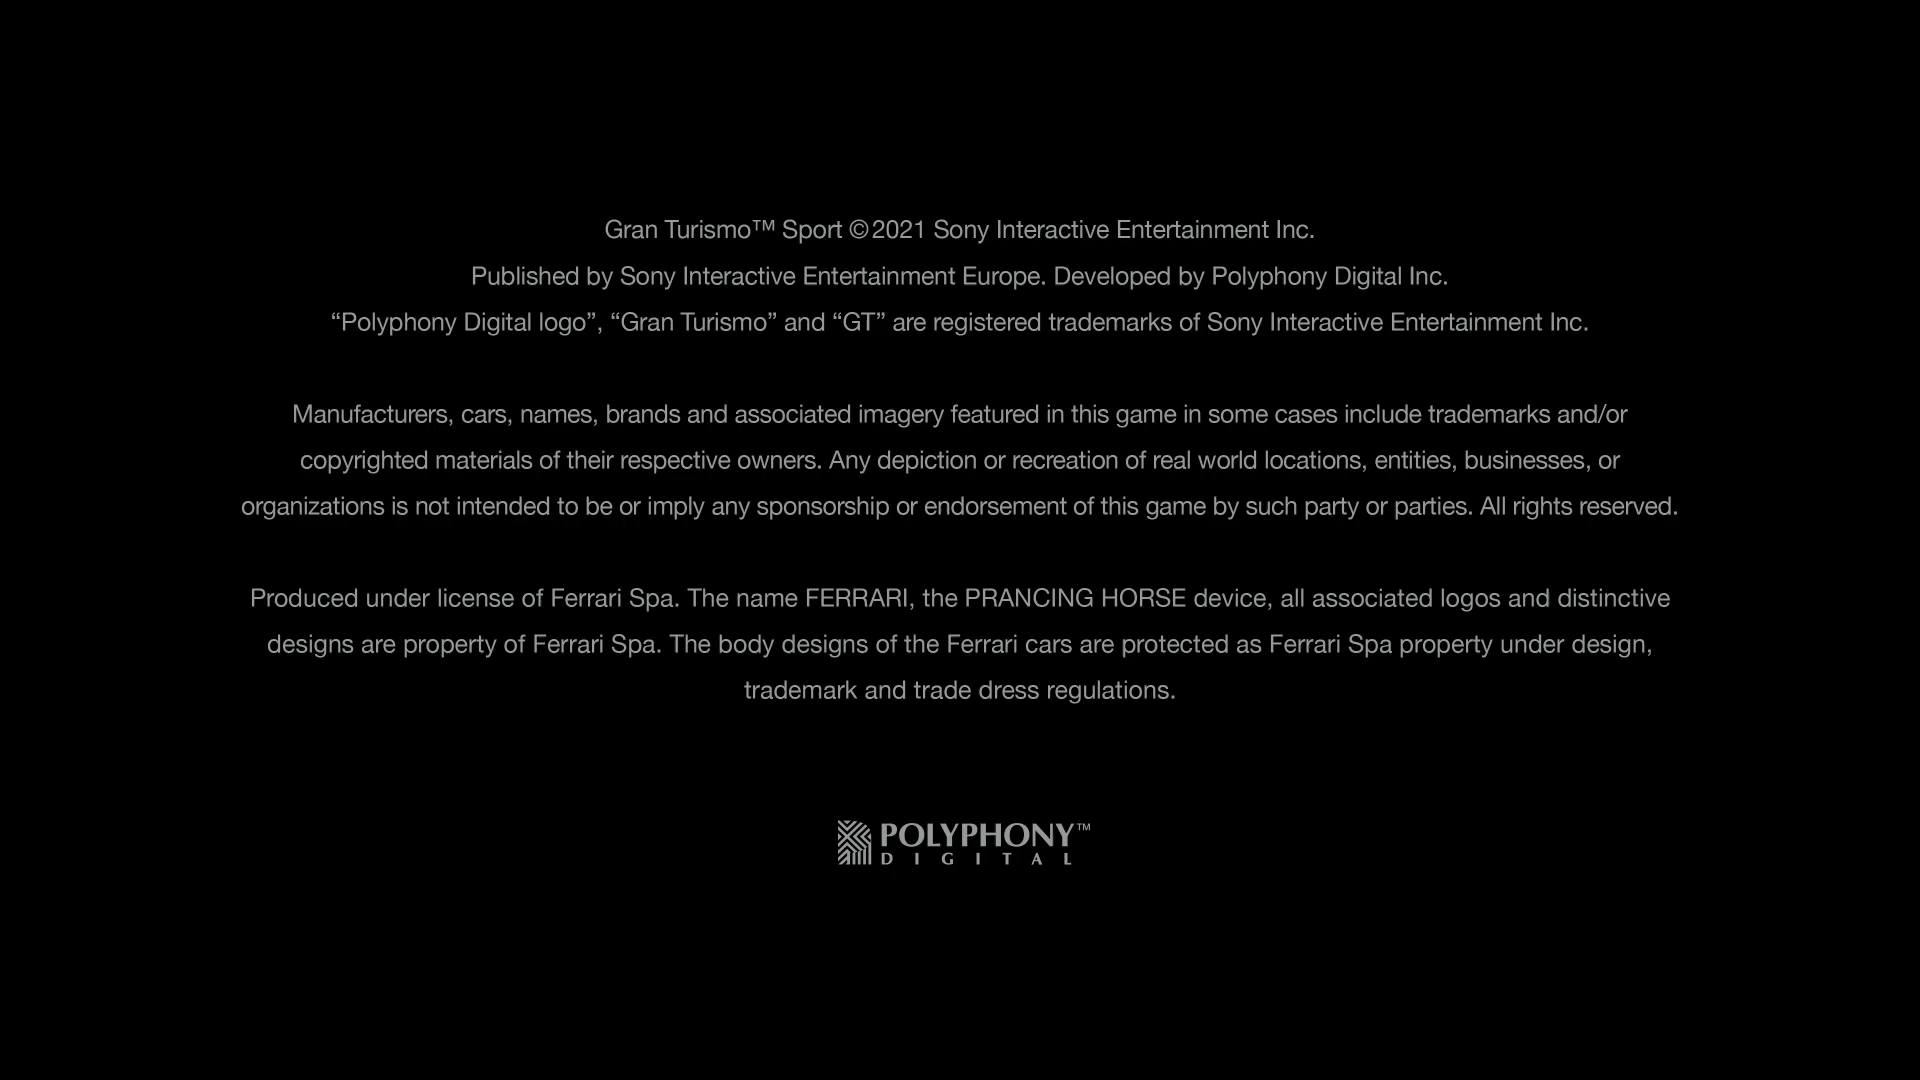 Gran Turismo™ Sport ©2021 Sony Interactive Entertainment Inc.
Published by Sony Interactive Entertainment Europe. Developed by Polyphony Digital Inc.
“Polyphony Digital logo”, “Gran Turismo” and “GT” are registered trademarks of Sony Interactive Entertainment Inc.
Manufacturers, cars, names, brands and associated imagery featured in this game in some cases include trademarks and/or
copyrighted materials of their respective owners. Any depiction or recreation of real world locations, entities, businesses, or
organizations is not intended to be or imply any sponsorship or endorsement of this game by such party or parties. All rights reserved.
Produced under license of Ferrari Spa. The name FERRARI, the PRANCING HORSE device, all associated logos and distinctive
designs are property of Ferrari Spa. The body designs of the Ferrari cars are protected as Ferrari Spa property under design,
trademark and trade dress regulations.
POLYPHONY™
DIGITAL